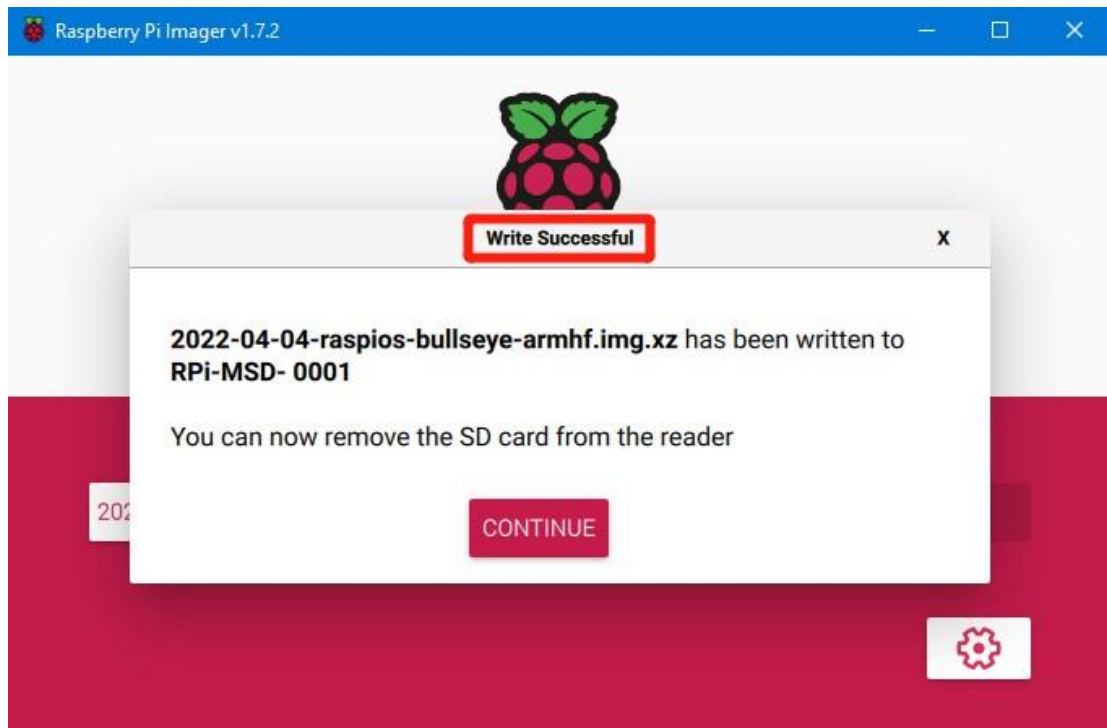 Raspberry Pi Imager v1.7.2
Write Successful
X
2022-04-04-raspios-bullseye-armhf.img.xz has been written to
RPi-MSD- 0001
You can now remove the SD card from the reader
202
CONTINUE